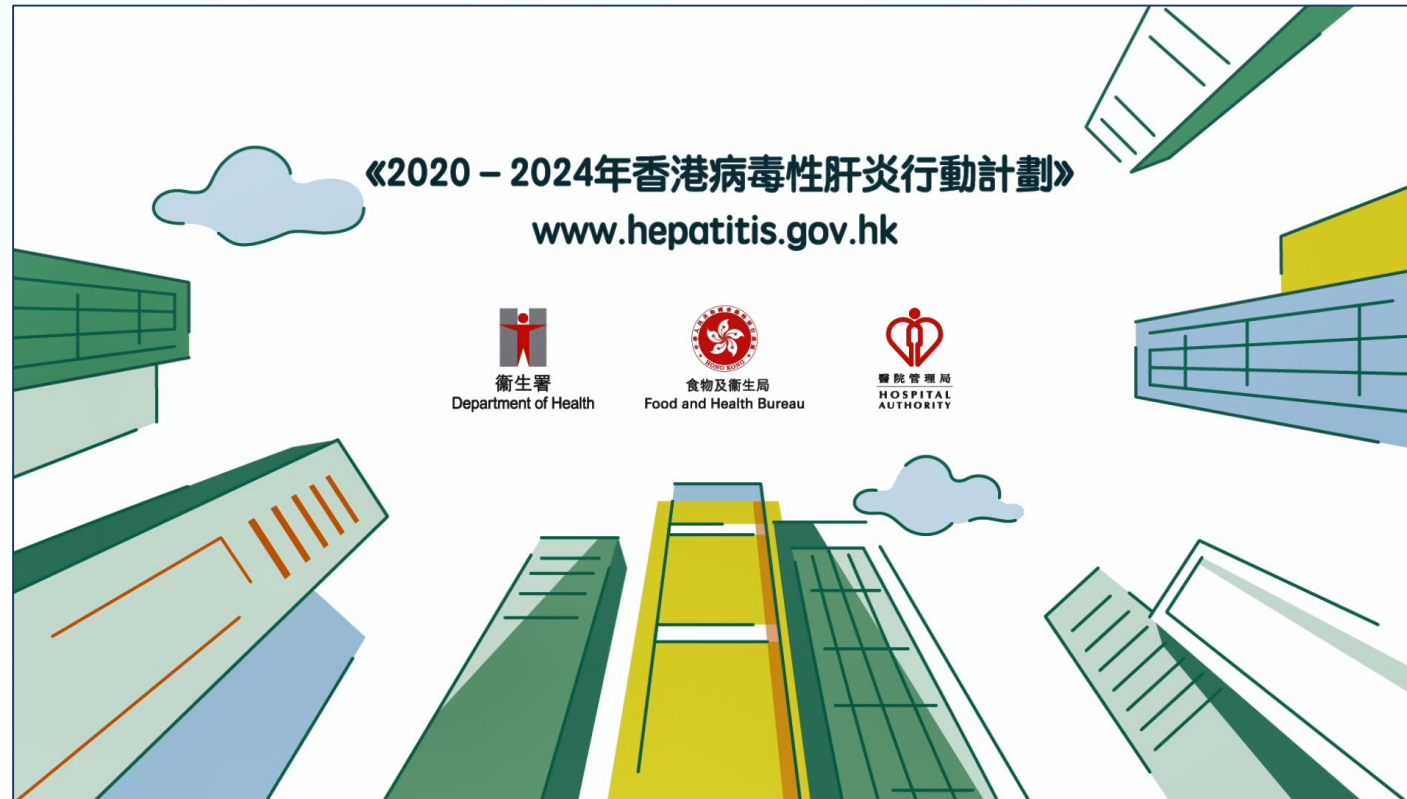 《2020 – 2024年香港病毒性肝炎行動計劃》
www.hepatitis.gov.hk
衞生署
Department of Health
HONG KONG
食物及衞生局
Food and Health Bureau
醫院管理局
HOSPITAL
AUTHORITY